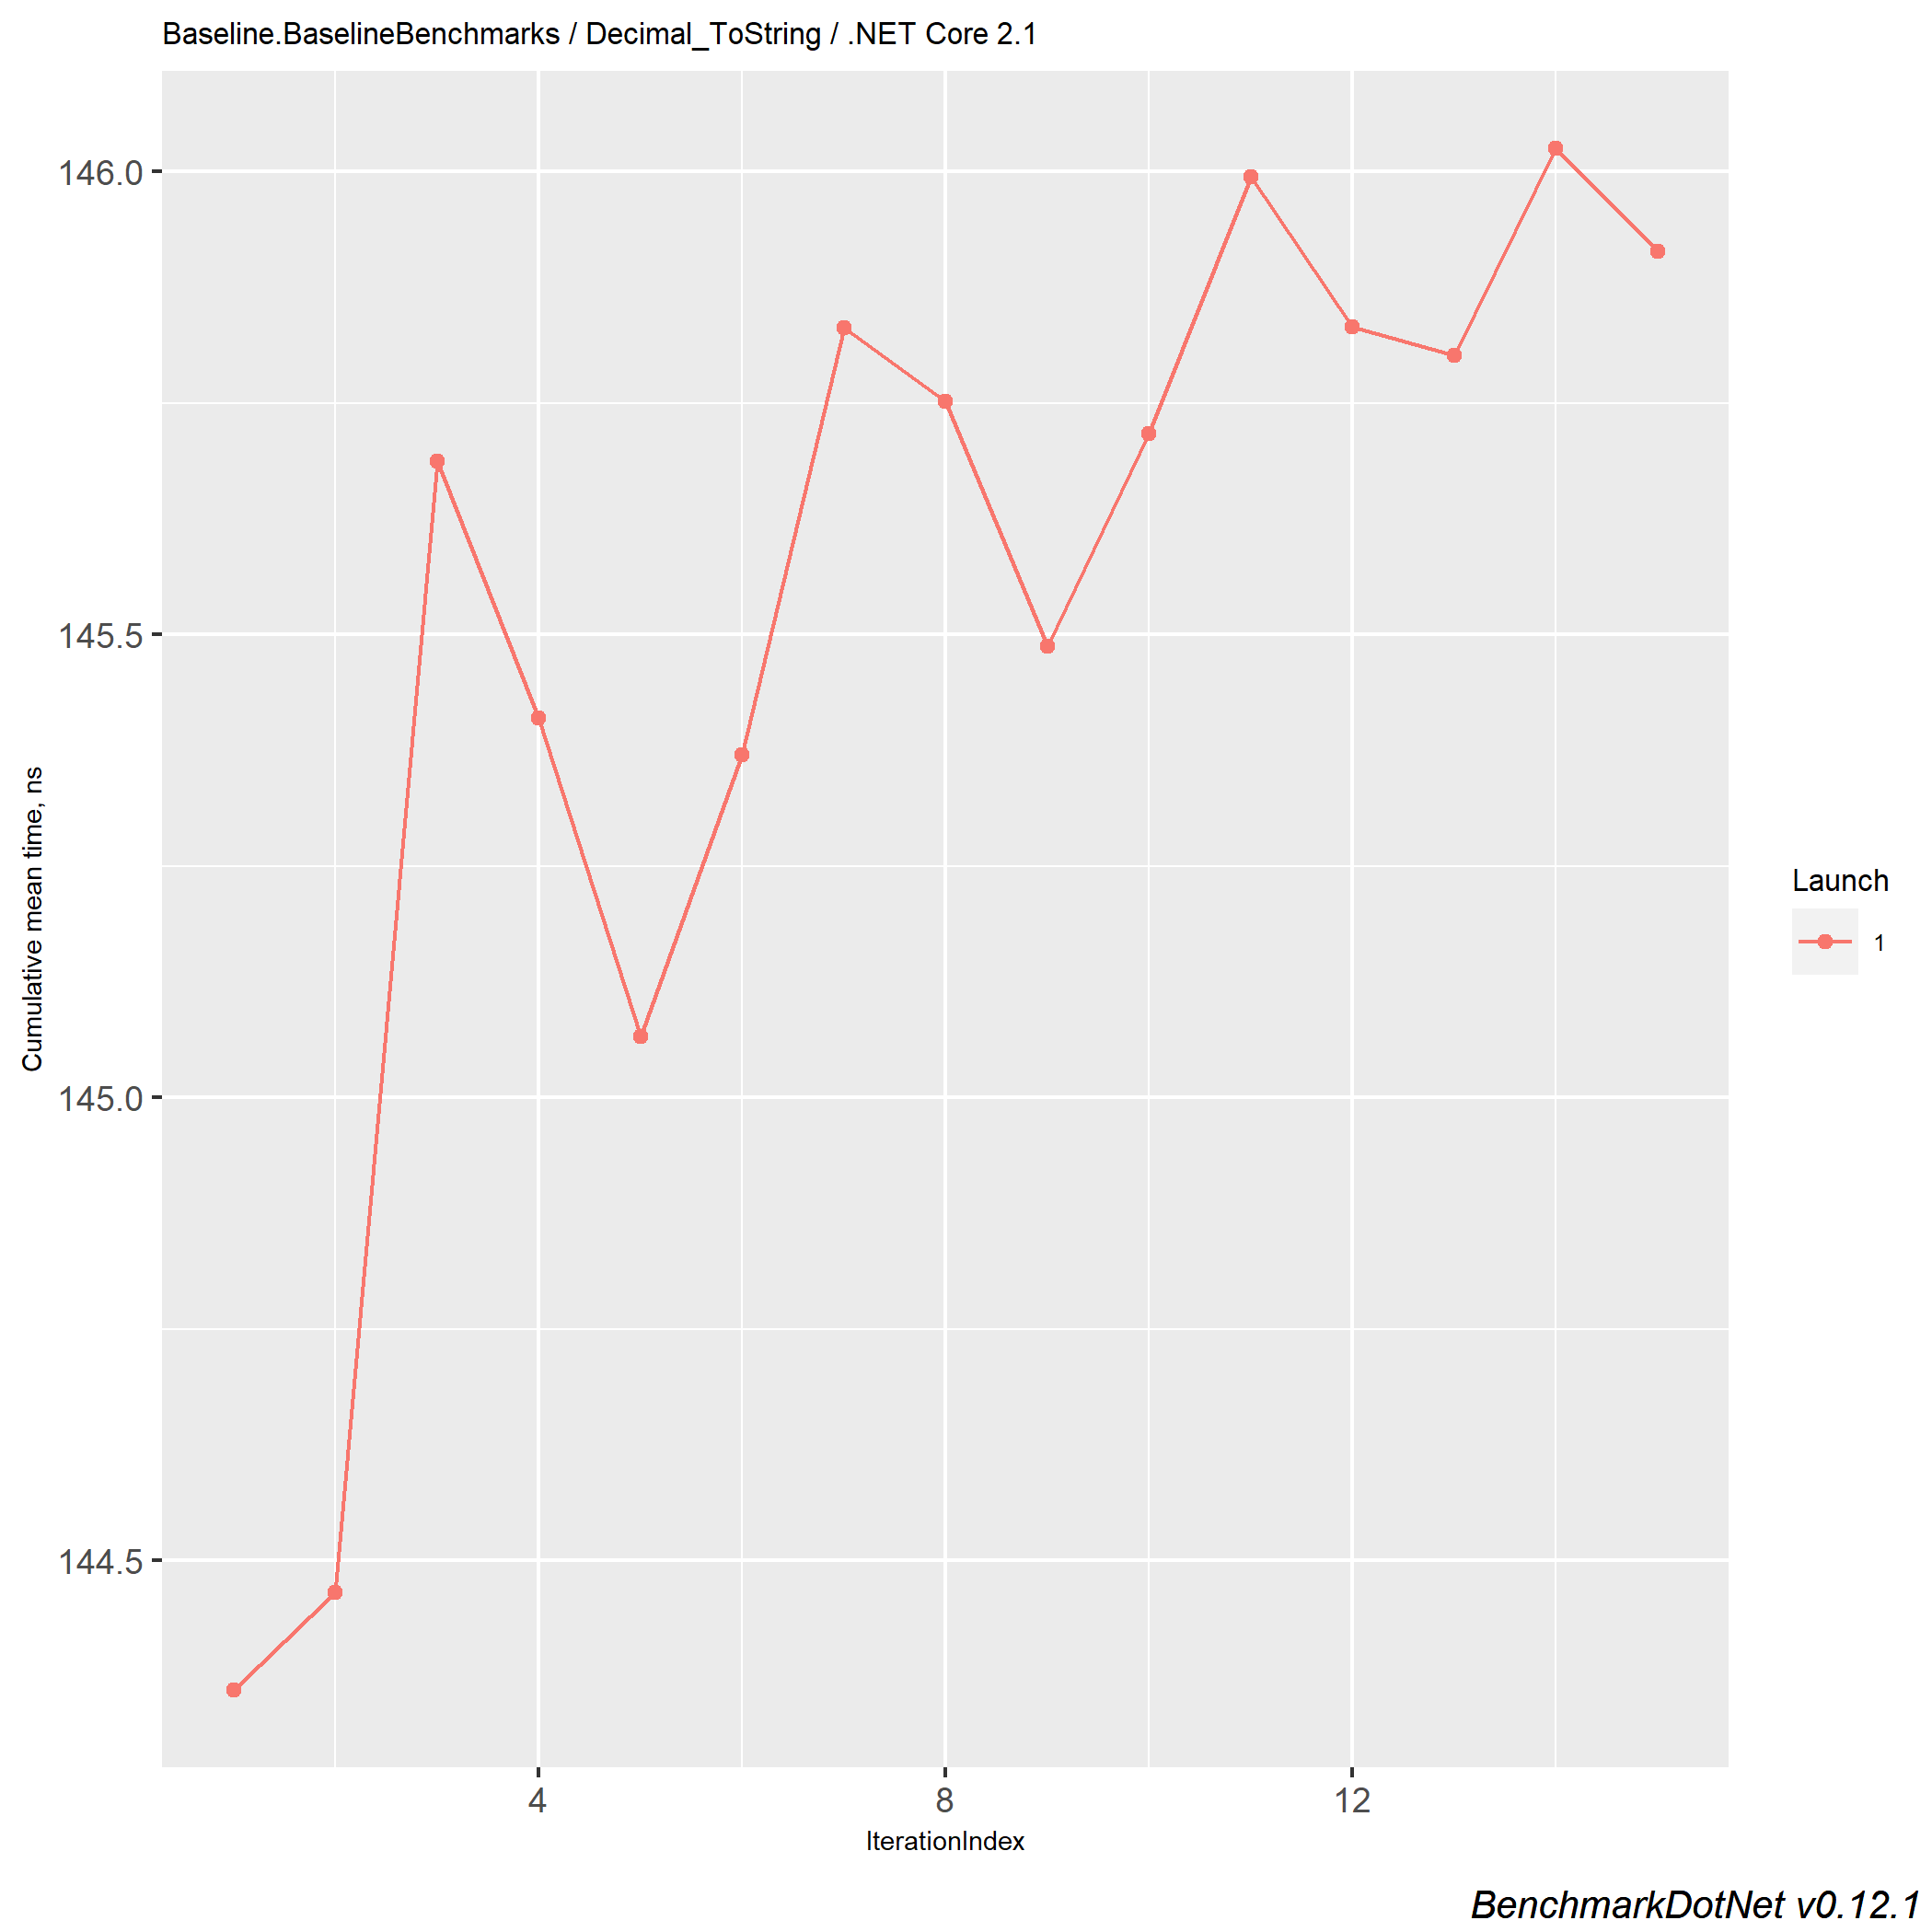 Baseline.BaselineBenchmarks / Decimal_ToString / .NET Core 2.1
146.0
145.5
145.0
144.5
Cumulative mean time, ns
4
8
12
IterationIndex
Launch
1
BenchmarkDotNet v0.12.1